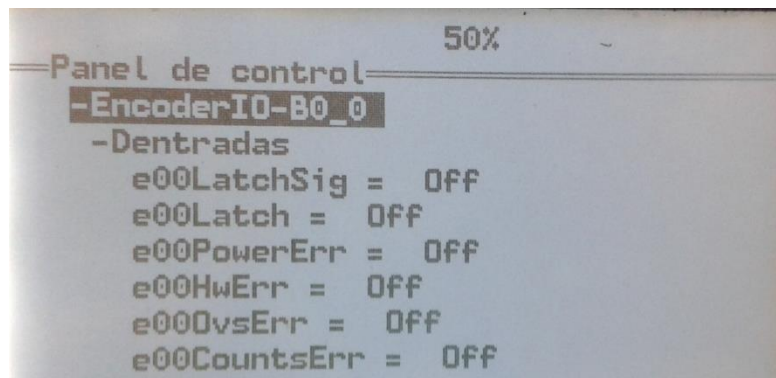 50%
Panel de control
-EncoderIO-B0_0
-Dentradas
e00LatchSig = Off
e00Latch = Off
e00PowerErr = Off
e00HwErr = Off
e00OvsErr = Off
e00CountsErr = Off